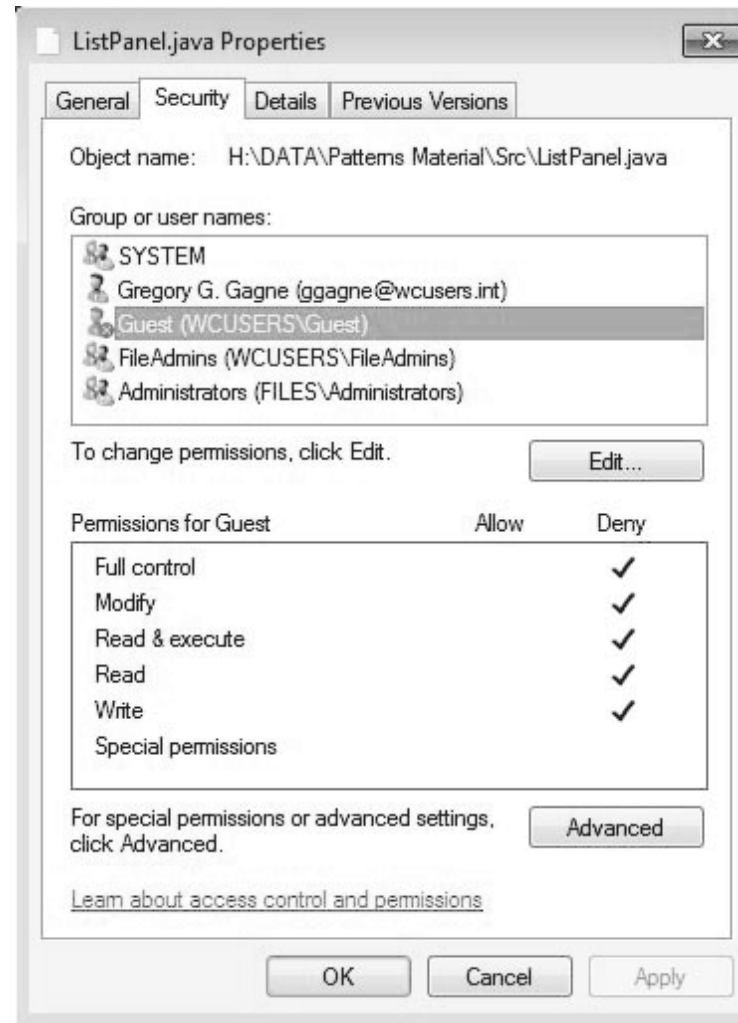 ListPanel.java Properties
General Security Details Previous Versions
Object name: H:\DATA\Patterns Material\Src\ListPanel.java
Group or user names:
SYSTEM
Gregory G. Gagne (ggagne@wcusers.int)
Guest (WCUSERS\Guest)
FileAdmins (WCUSERS\FileAdmins)
Administrators (FILES\Administrators)
To change permissions, click Edit. Edit...
Permissions for Guest Allow Deny
Full control ✓
Modify ✓
Read & execute ✓
Read ✓
Write ✓
Special permissions
For special permissions or advanced settings, Advanced
click Advanced.
Learn about access control and permissions
OK Cancel Apply